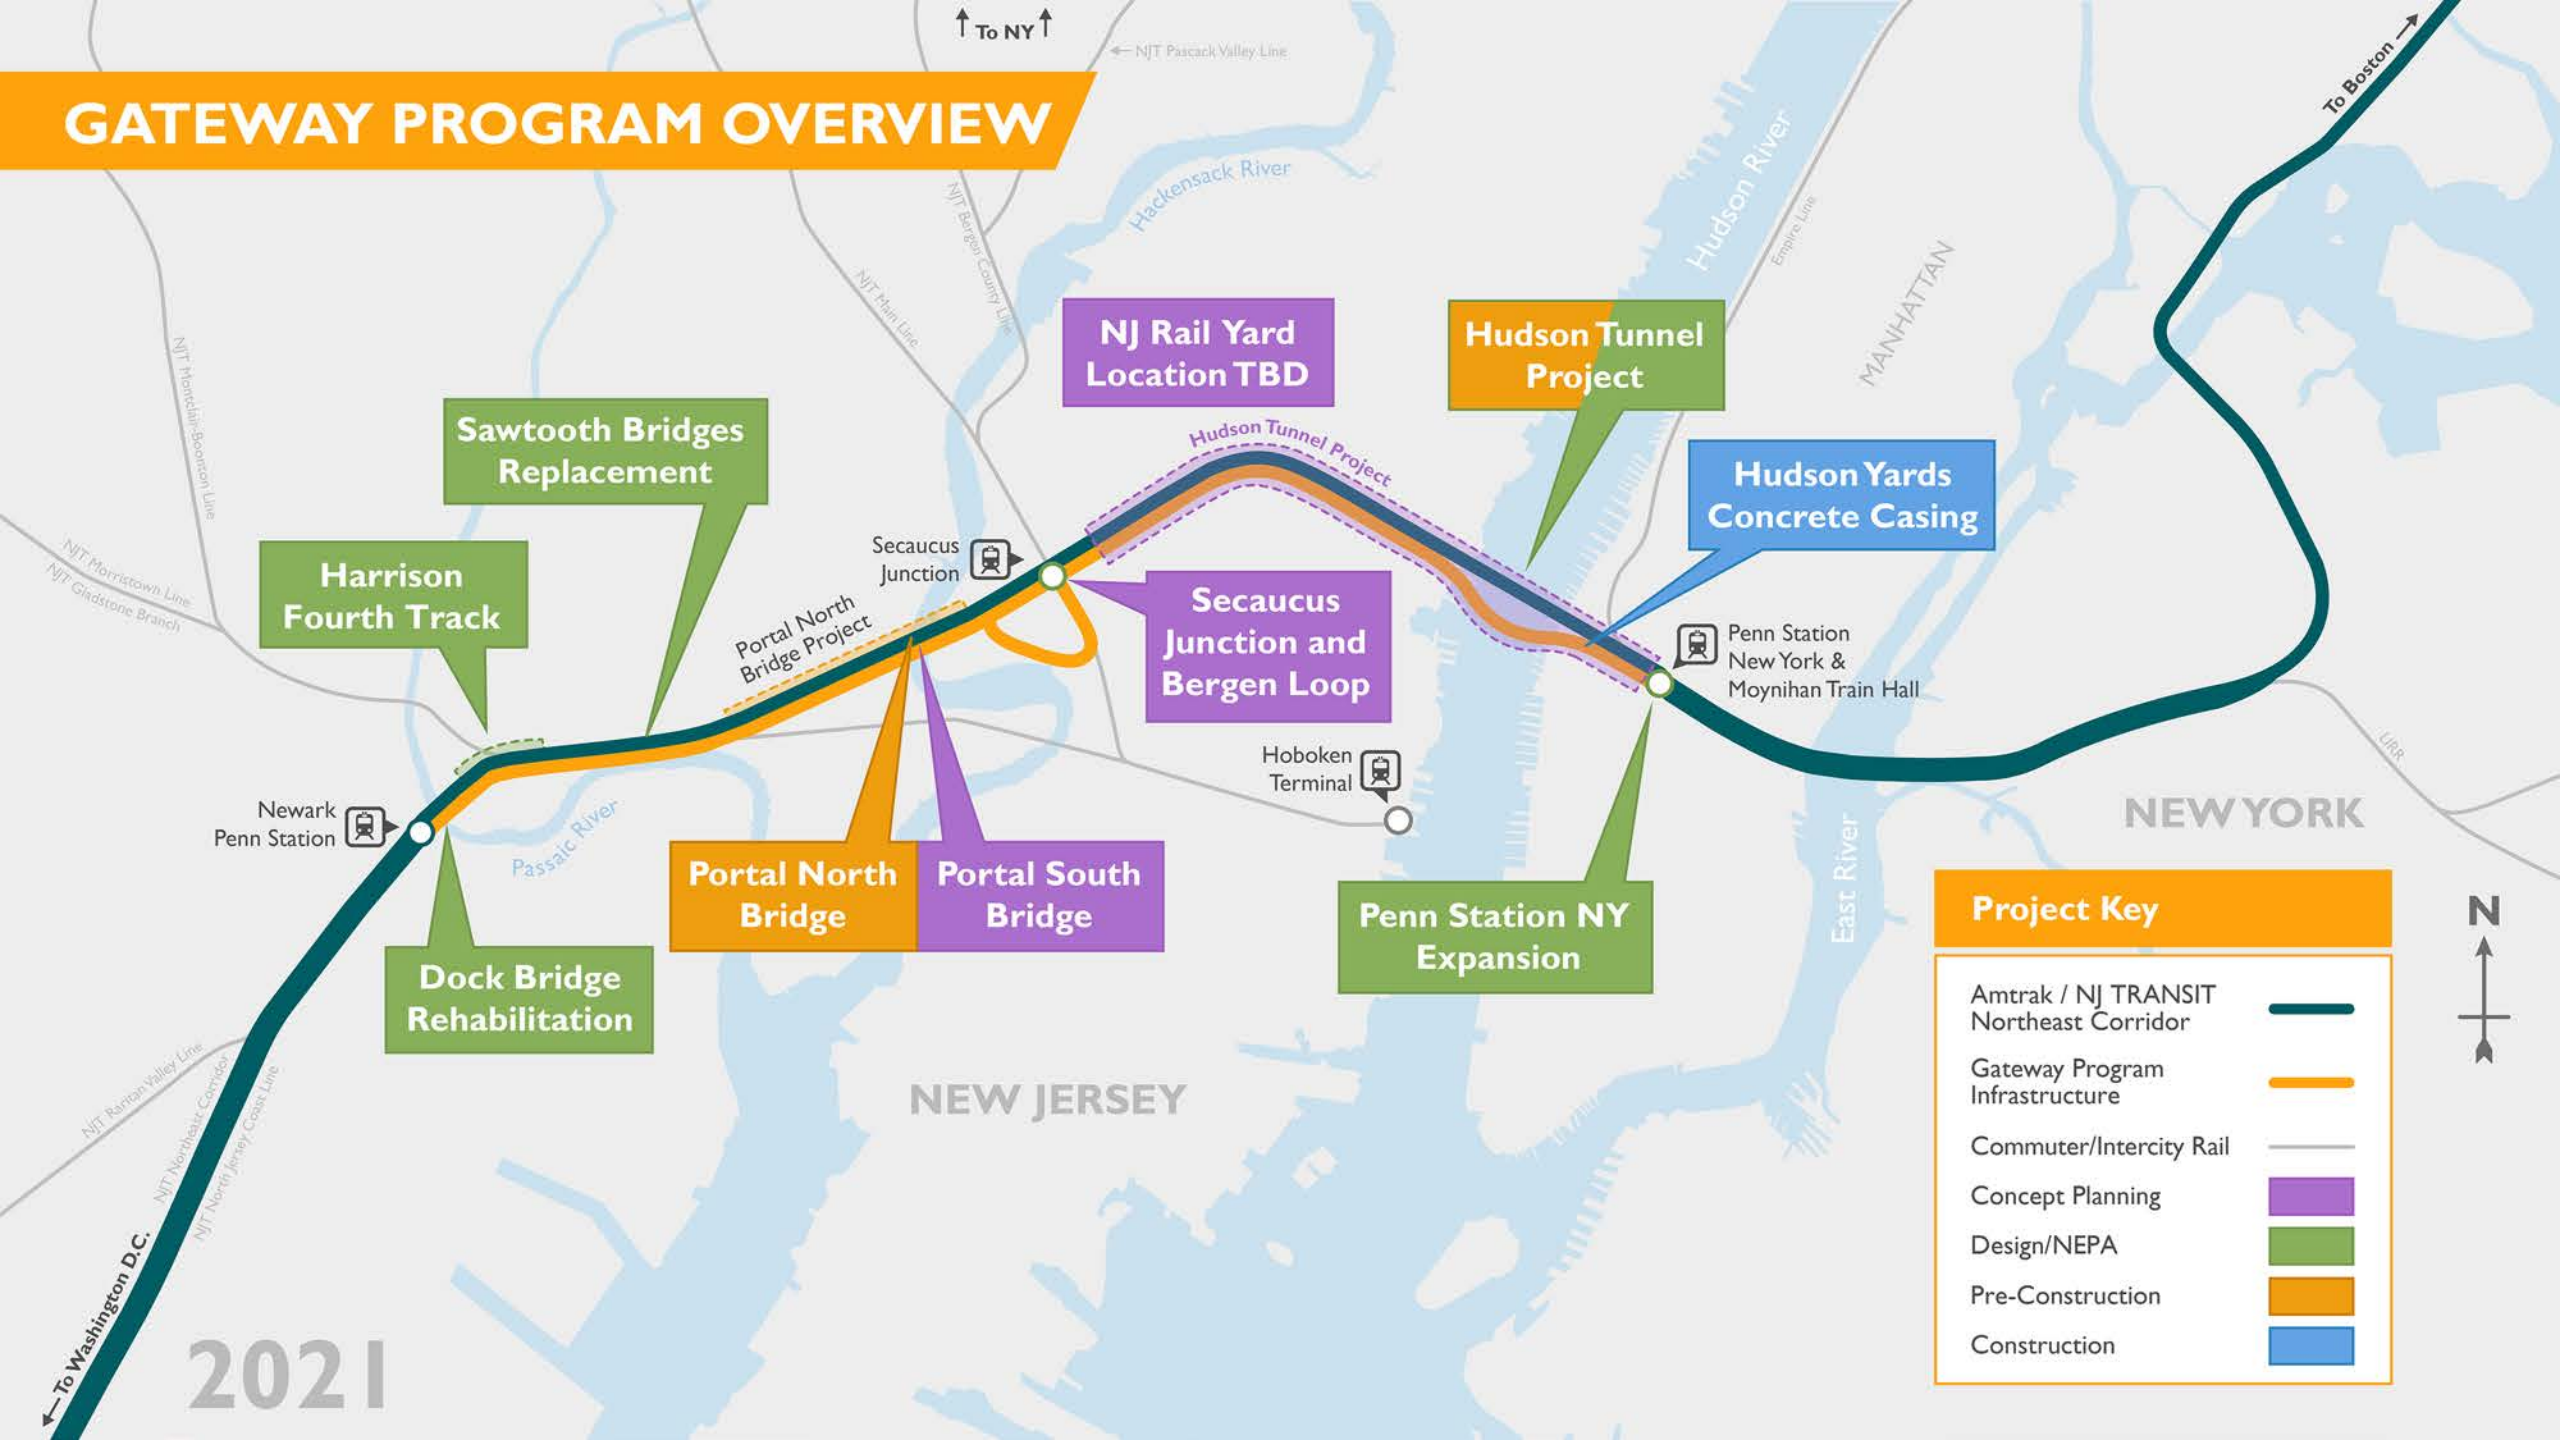 ↑ To NY ↑
← NJT Pascack Valley Line
To Boston →
GATEWAY PROGRAM OVERVIEW
Hackensack River
Hudson River
NJT Bergen County Line
Empire Line
MANHATTAN
NJT Main Line
NJT Montclair-Boonton Line
NJ Rail Yard
Location TBD
Hudson Tunnel
Project
Hudson Tunnel Project
Sawtooth Bridges
Replacement
Hudson Yards
Concrete Casing
NJT Morristown Line
NJT Gladstone Branch
Harrison
Fourth Track
Secaucus
Junction
Portal North
Bridge Project
Secaucus
Junction and
Bergen Loop
Penn Station
New York &
Moynihan Train Hall
Hoboken
Terminal
LIRR
Newark
Penn Station
Passaic River
NEW YORK
Portal North
Bridge
Portal South
Bridge
Penn Station NY
Expansion
East River
Dock Bridge
Rehabilitation
NJT Raritan Valley Line
NJT Northeast Corridor
NJT North Jersey Coast Line
NEW JERSEY
← To Washington D.C.
2021
Project Key
Amtrak / NJ TRANSIT
Northeast Corridor
Gateway Program
Infrastructure
Commuter/Intercity Rail
Concept Planning
Design/NEPA
Pre-Construction
Construction
N